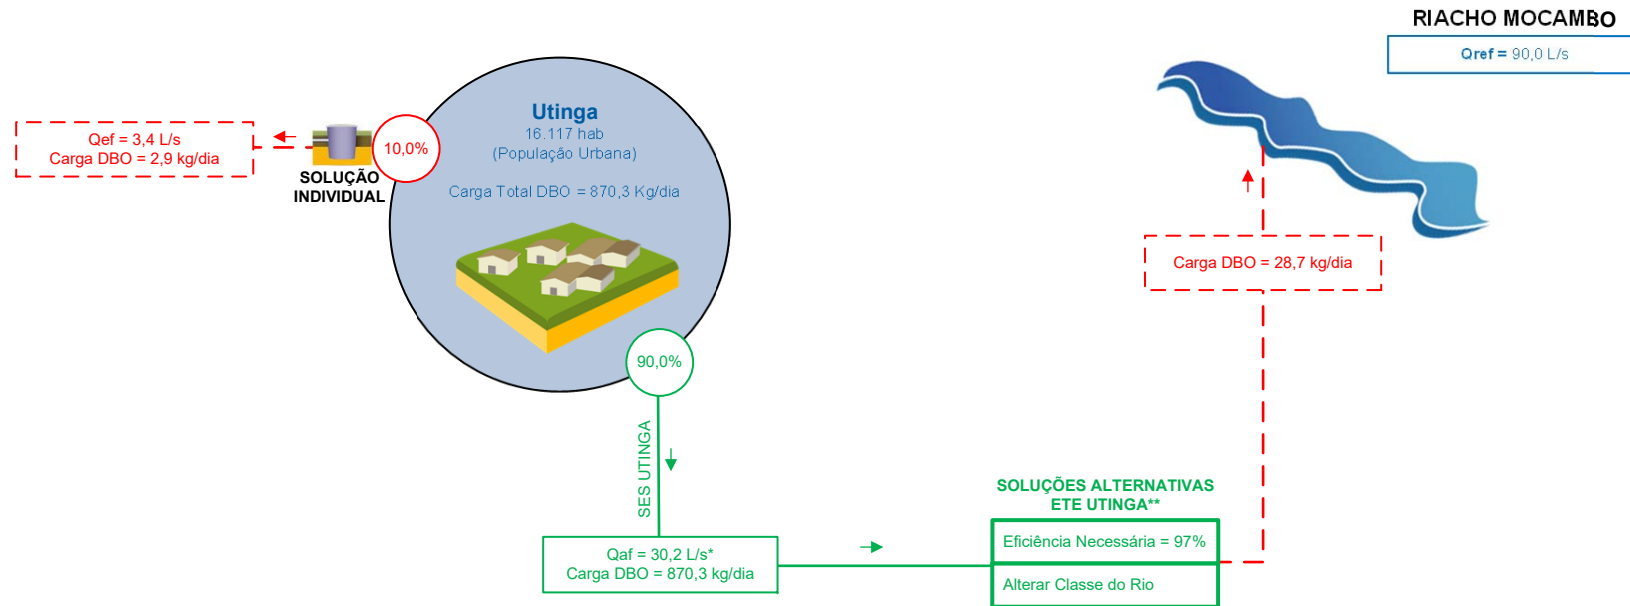 RIACHO MOCAMBO
Qref = 90,0 L/s
Utinga
16.117 hab
(População Urbana)
Carga Total DBO = 870,3 Kg/dia
10,0%
Qef = 3,4 L/s
Carga DBO = 2,9 kg/dia
SOLUÇÃO
INDIVIDUAL
90,0%
SES UTINGA
Qaf = 30,2 L/s*
Carga DBO = 870,3 kg/dia
SOLUÇÕES ALTERNATIVAS
ETE UTINGA**
Eficiência Necessária = 97%
Alterar Classe do Rio
Carga DBO = 28,7 kg/dia